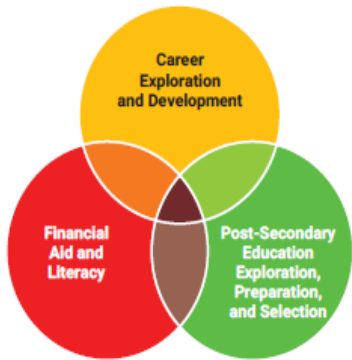 Career
Exploration
and Development
Financial
Aid and
Literacy
Post-Secondary
Education
Exploration,
Preparation,
and Selection